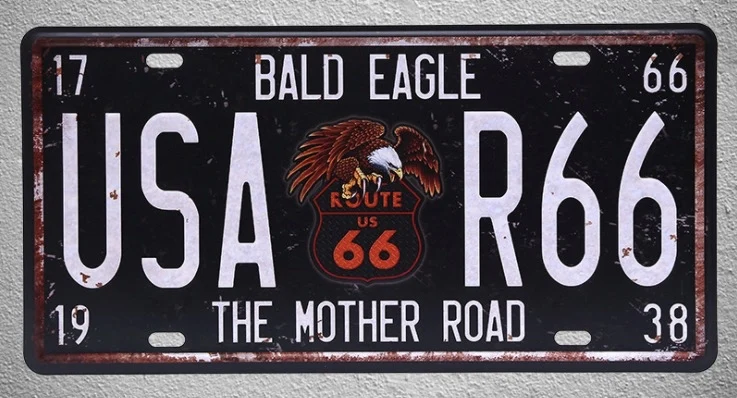 17 BALD EAGLE 66
USA R66
ROUTE
US
66
19 THE MOTHER ROAD 38